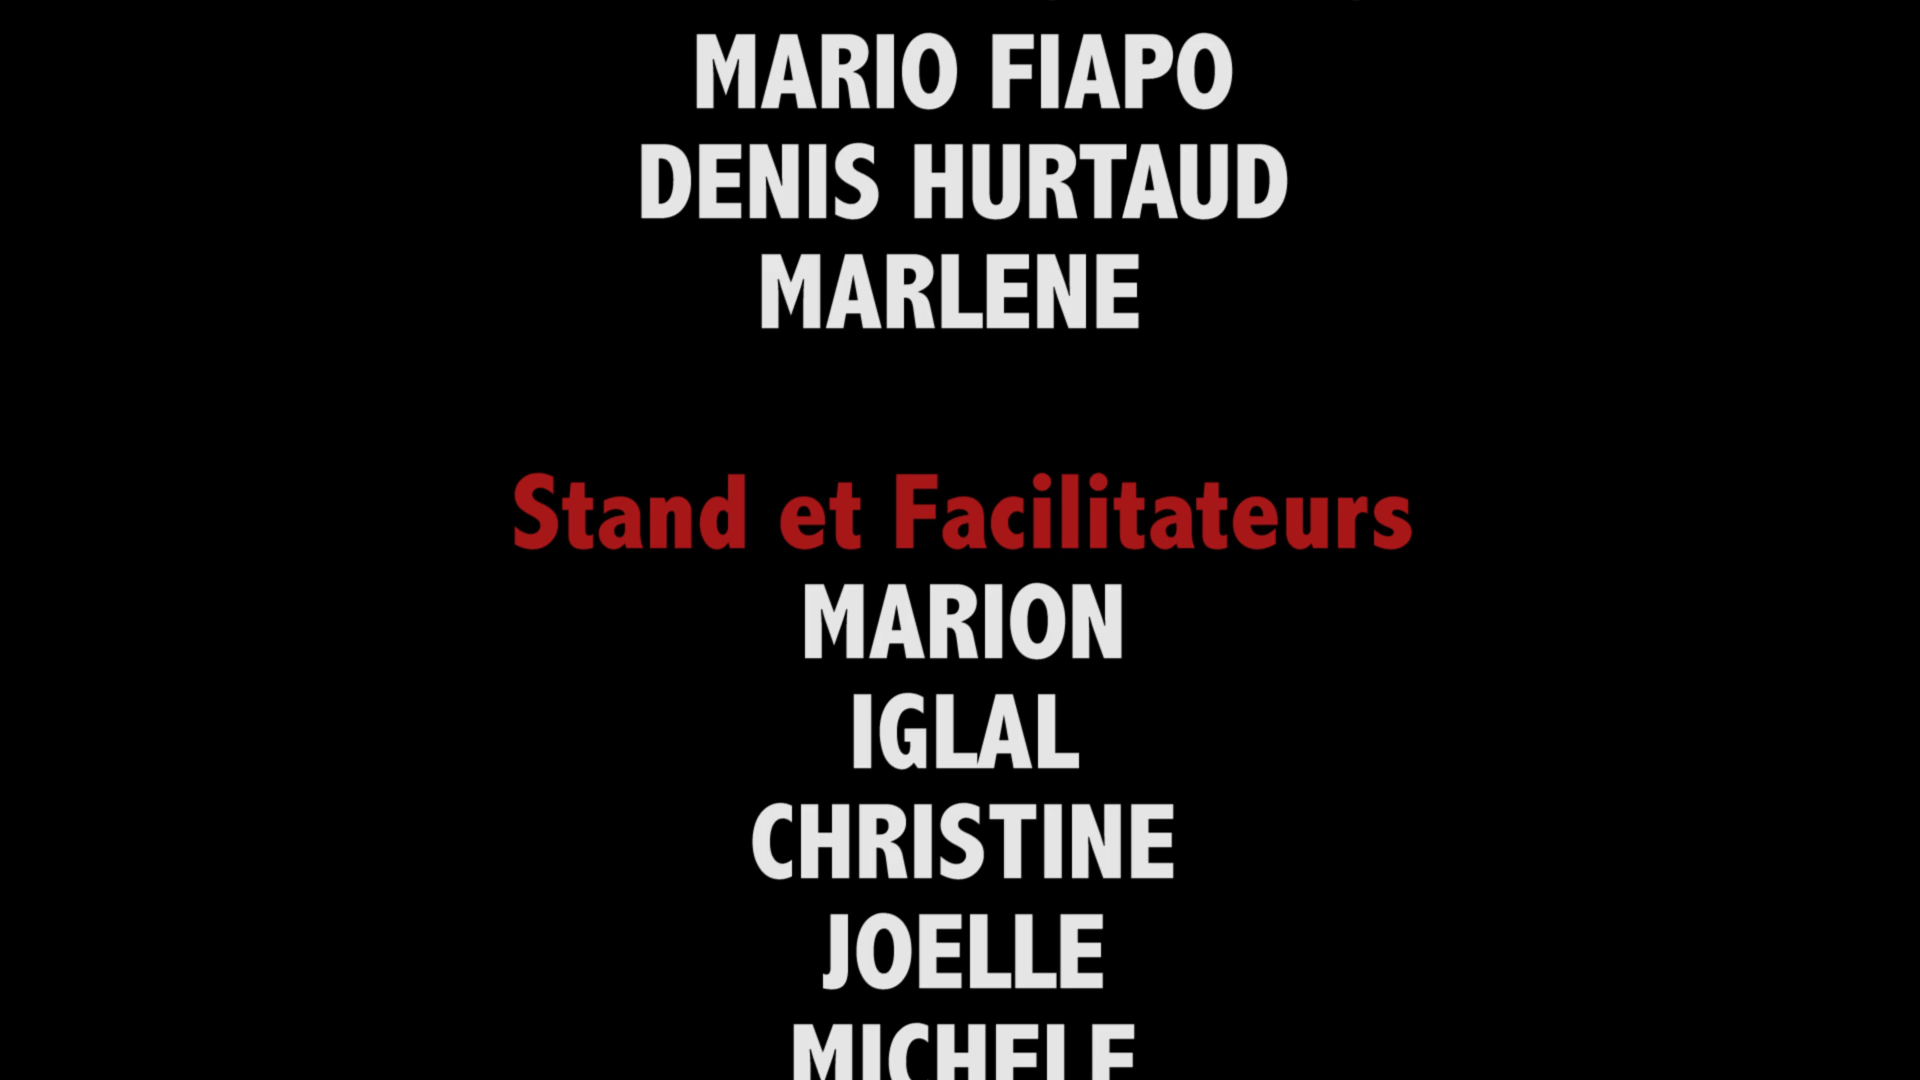 MARIO FIAPO
DENIS HURTAUD
MARLENE
Stand et Facilitateurs
MARION
IGLAL
CHRISTINE
JOELLE
MICHELE